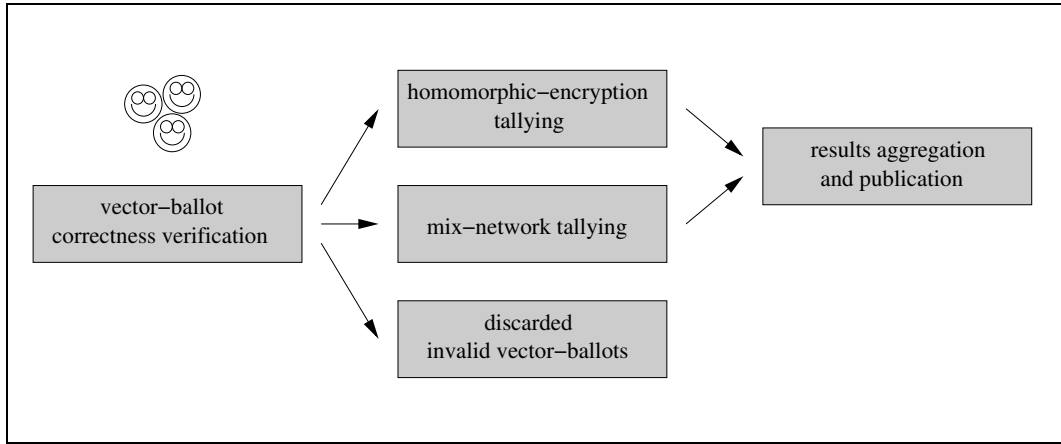 vector-ballot
correctness verification
homomorphic-encryption
tallying
mix-network tallying
discarded
invalid vector-ballots
results aggregation
and publication